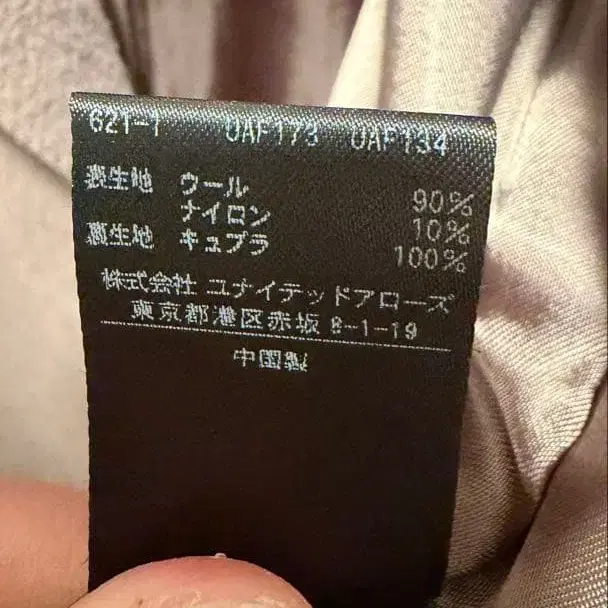 621-1 UAF173 UAF134
表生地 ウール 90%
ナイロン 10%
裏生地 キュプラ 100%
株式会社 ユナイテッドアローズ
東京都港区赤坂 8-1-19
中国製